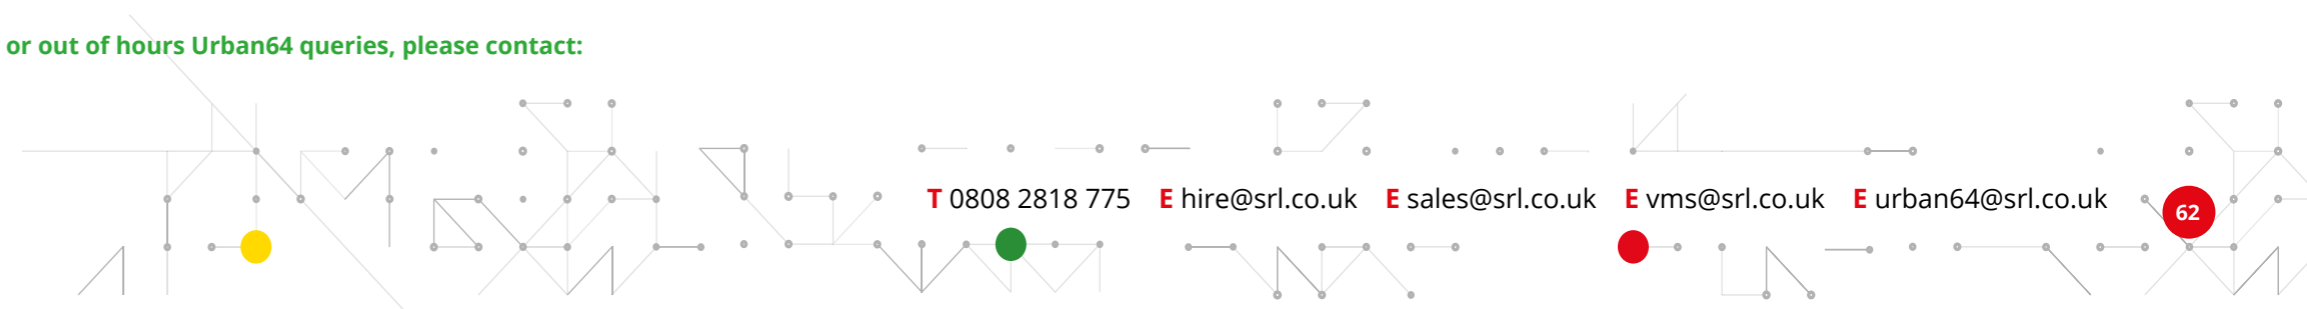 or out of hours Urban64 queries, please contact:
T 0808 2818 775 E hire@srl.co.uk E sales@srl.co.uk E vms@srl.co.uk E urban64@srl.co.uk
62